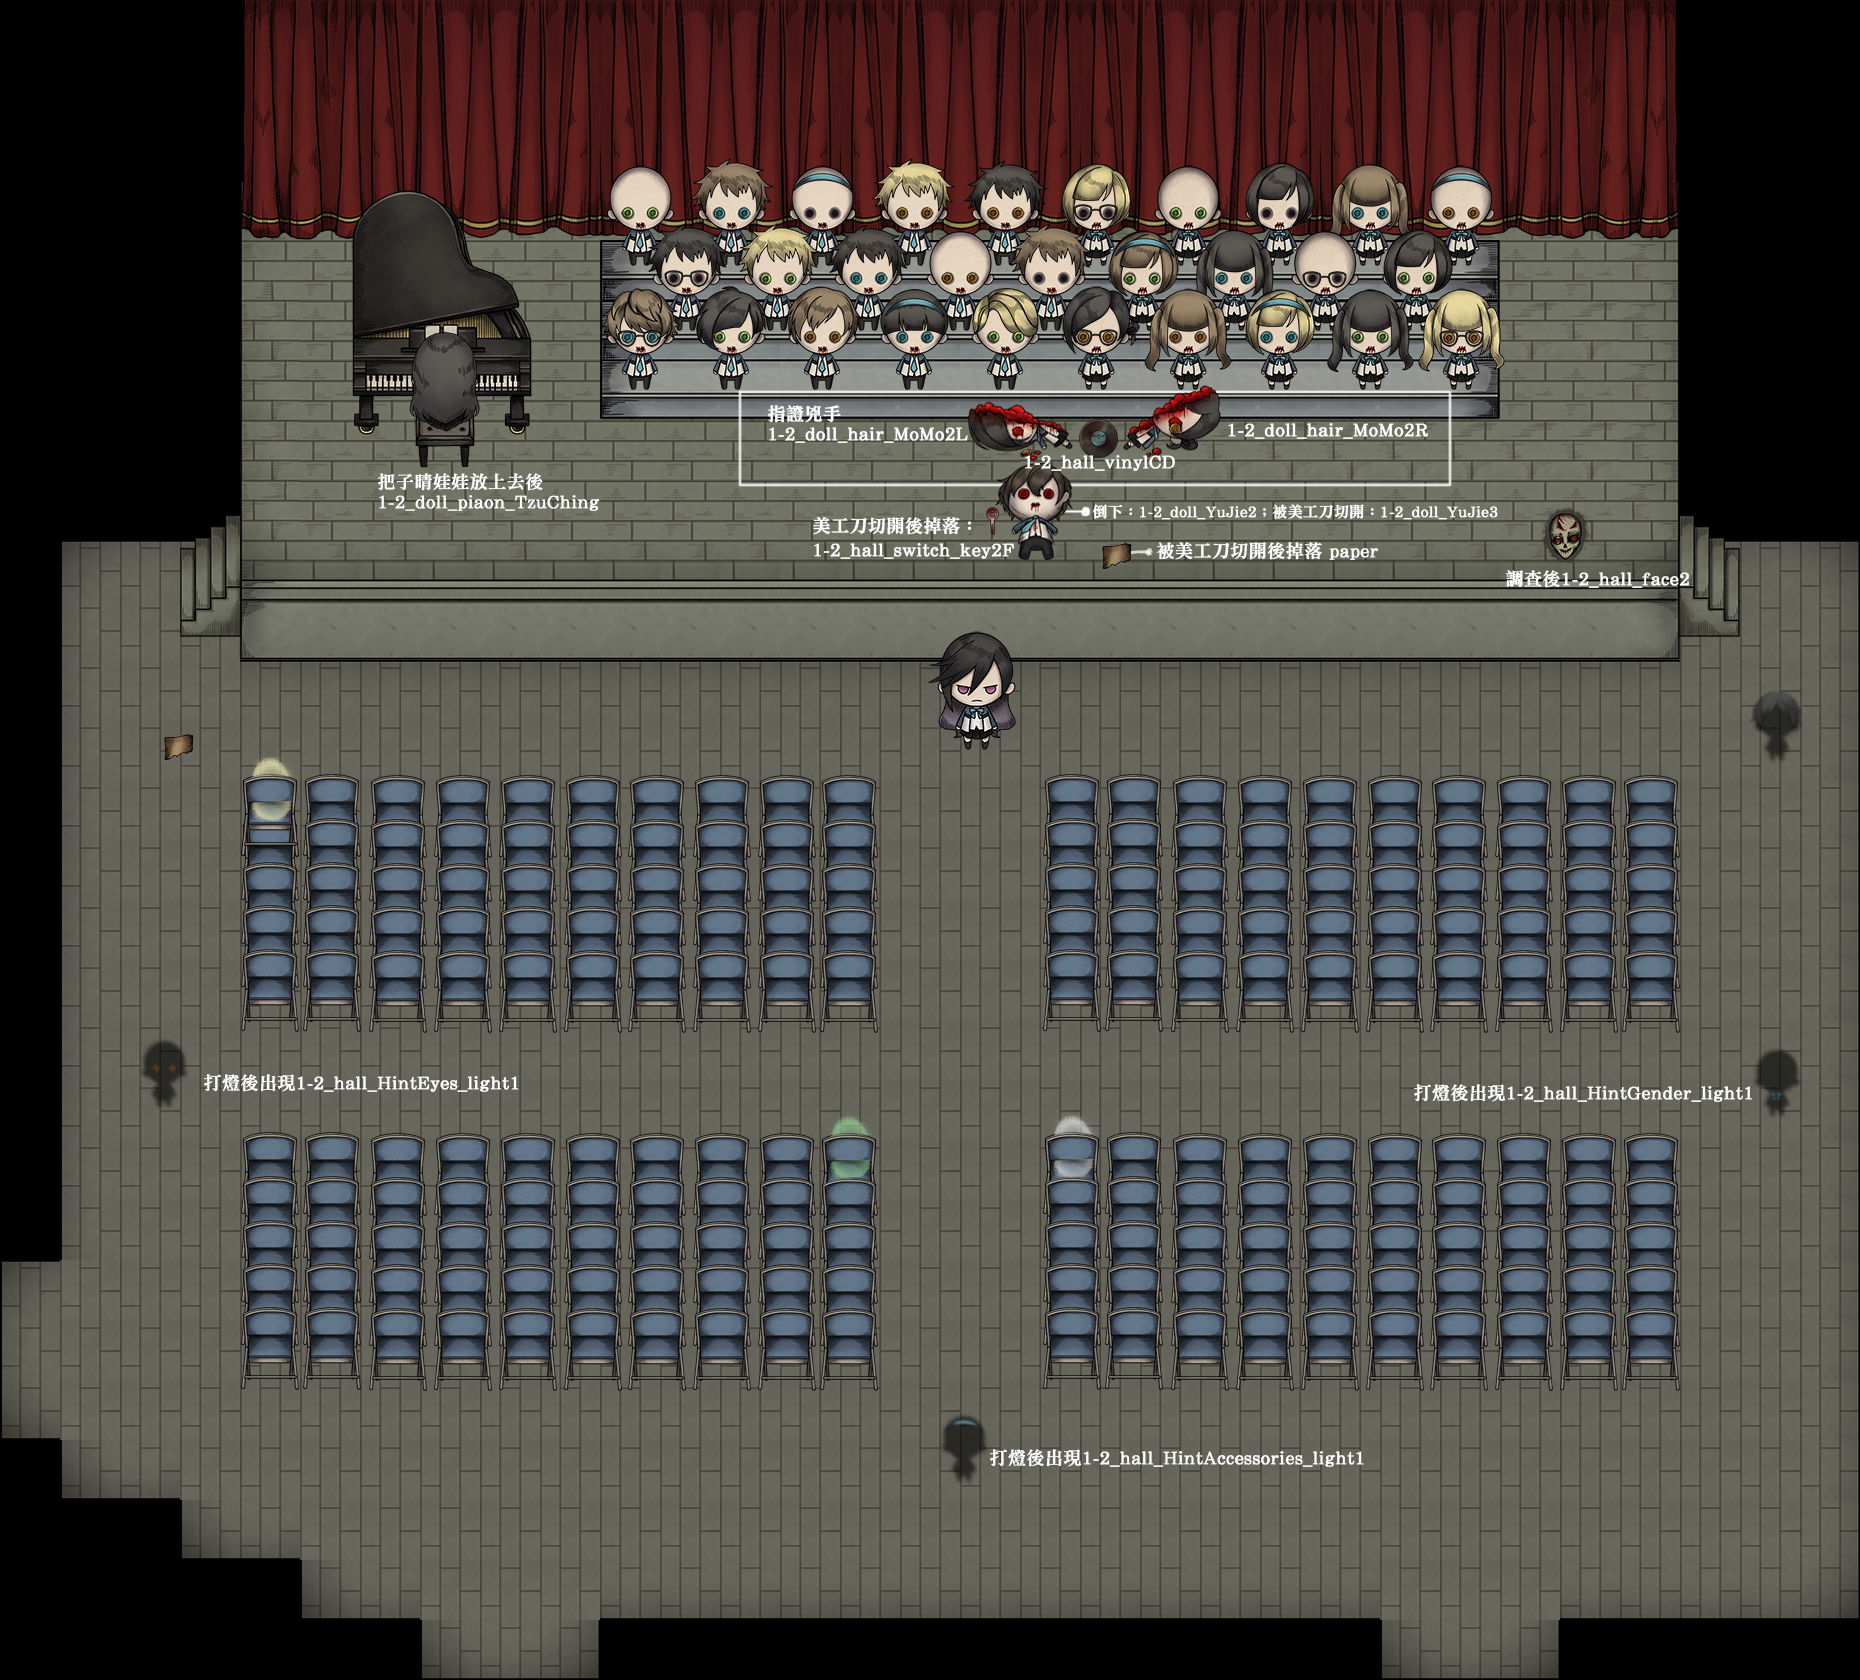 指證兇手
1-2_doll_hair_MoMo2L
1-2_doll_hair_MoMo2R
1-2_hall_vinylCD
把子晴娃娃放上去後
1-2_doll_piaon_TzuChing
倒下：1-2_doll_YuJie2；被美工刀切開：1-2_doll_YuJie3
美工刀切開後掉落：
1-2_hall_switch_key2F
被美工刀切開後掉落 paper
調查後1-2_hall_face2
打燈後出現1-2_hall_HintEyes_light1
打燈後出現1-2_hall_HintGender_light1
打燈後出現1-2_hall_HintAccessories_light1